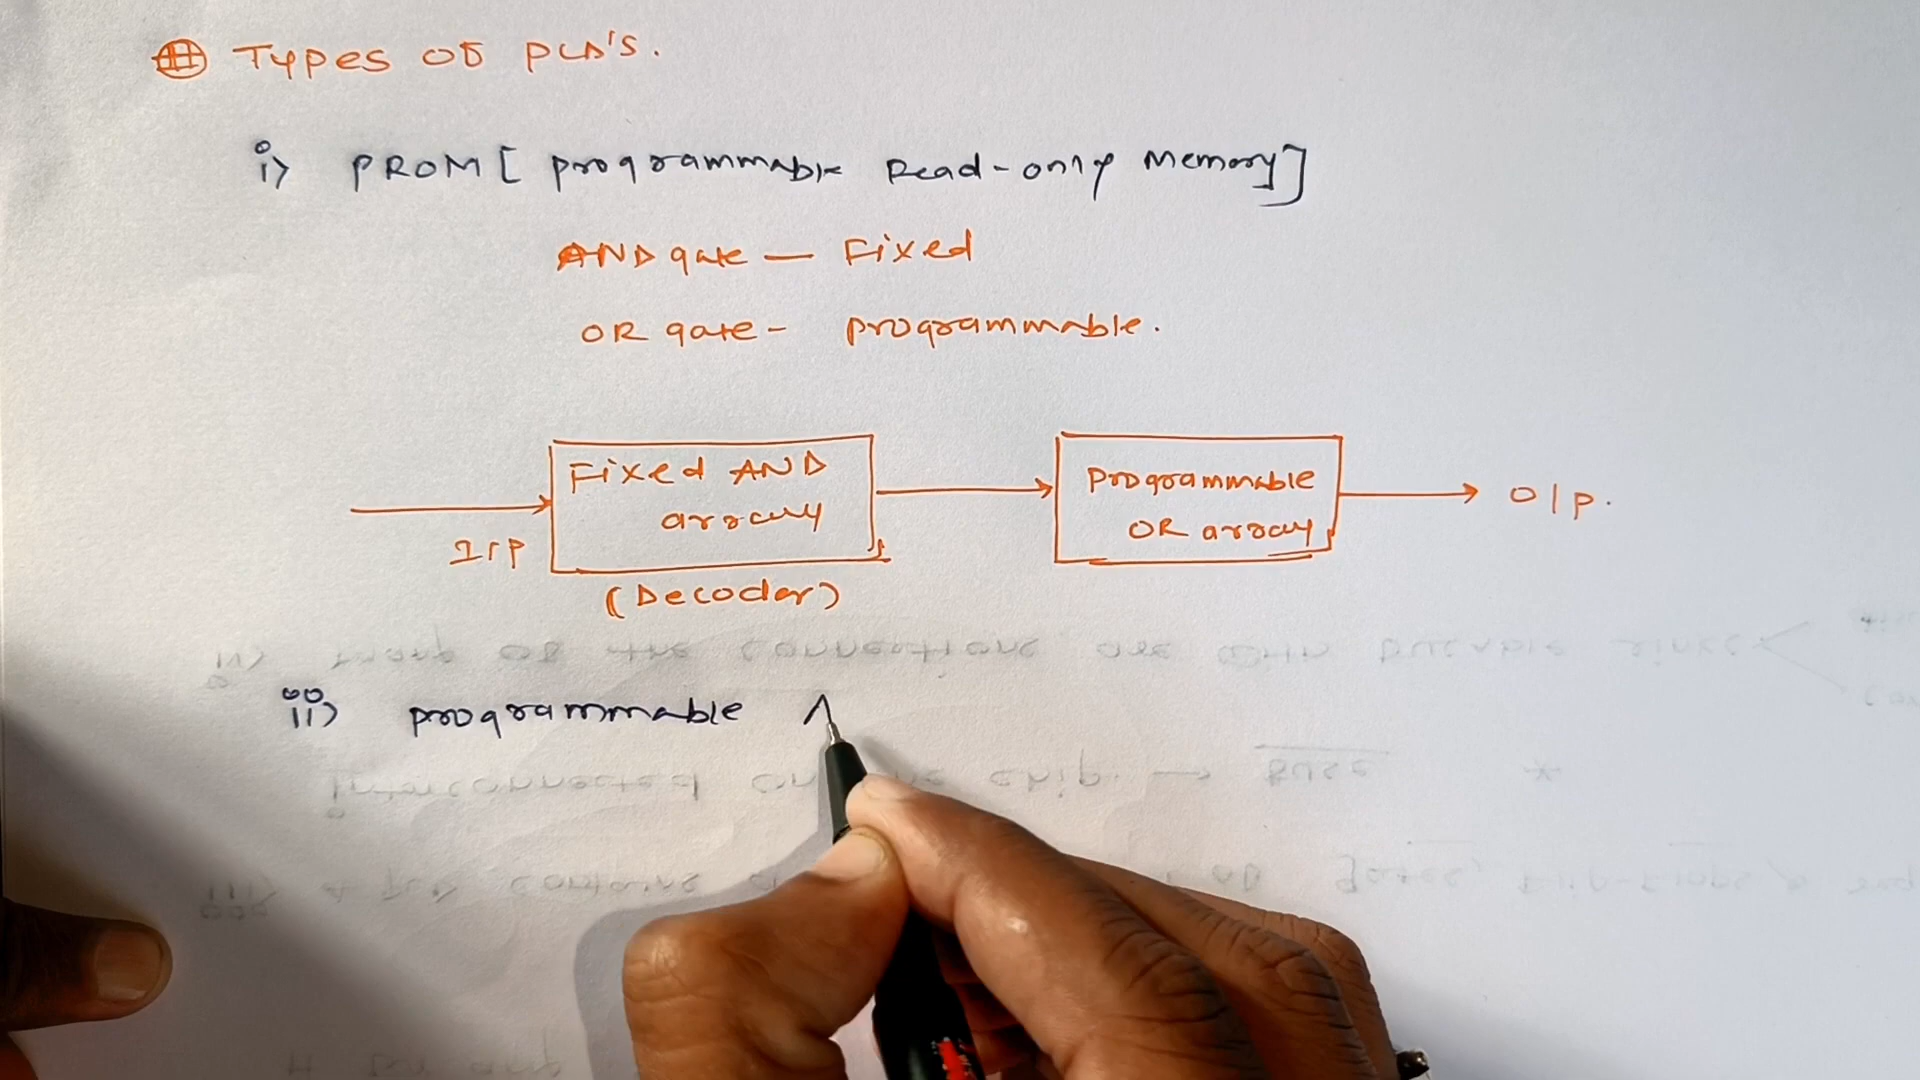 # Types of PLD's.
i) PROM [ Programmable Read-only Memory]
AND gate — Fixed
OR gate - programmable.
Fixed AND array
Programmable OR array
O/P.
I/P
(Decoder)
ii) programmable A